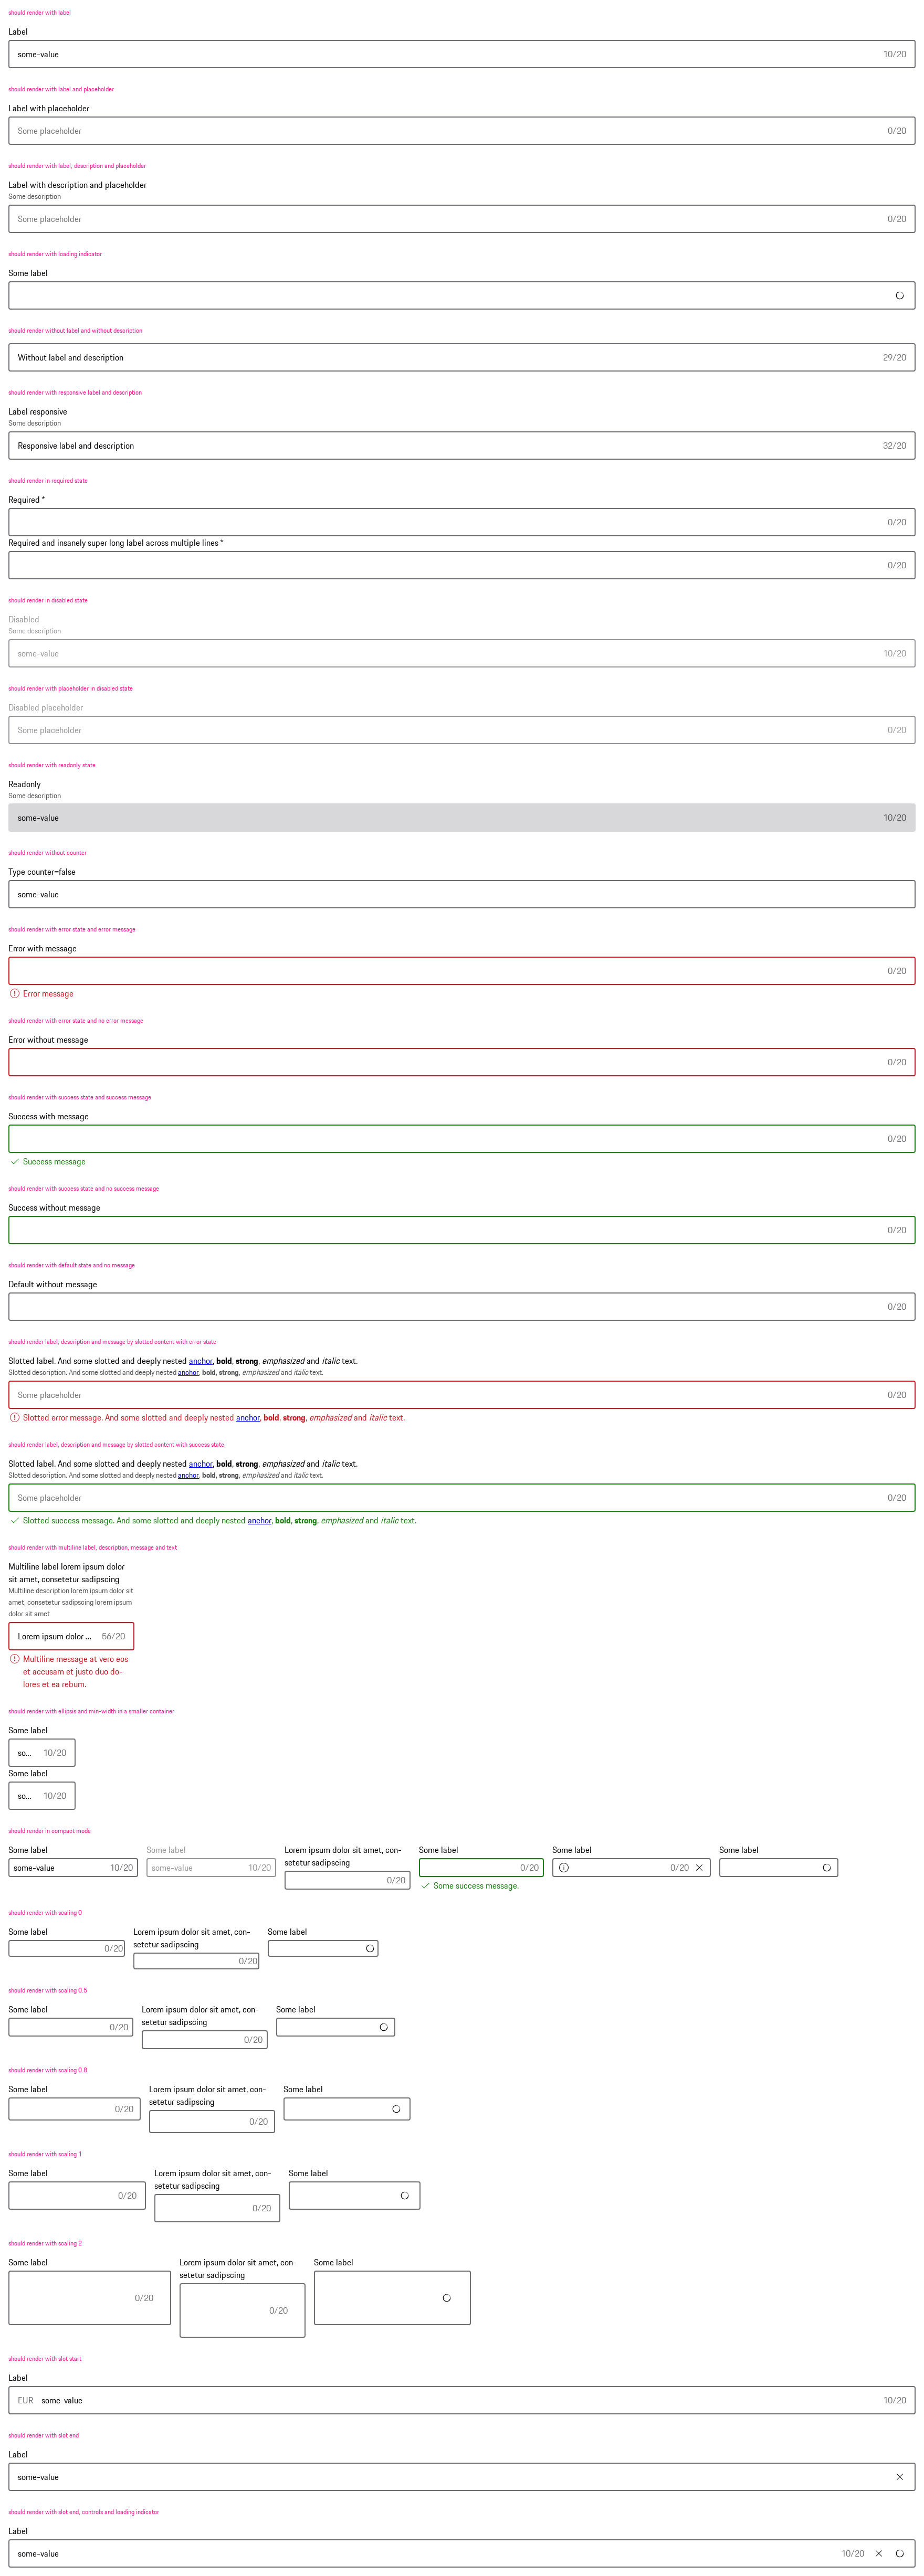 should render with label
Label
some-value 10/20
should render with label and placeholder
Label with placeholder
Some placeholder 0/20
should render with label, description and placeholder
Label with description and placeholder
Some description
Some placeholder 0/20
should render with loading indicator
Some label
should render without label and without description
Without label and description 29/20
should render with responsive label and description
Label responsive
Some description
Responsive label and description 32/20
should render in required state
Required *
0/20
Required and insanely super long label across multiple lines *
0/20
should render in disabled state
Disabled
Some description
some-value 10/20
should render with placeholder in disabled state
Disabled placeholder
Some placeholder 0/20
should render with readonly state
Readonly
Some description
some-value 10/20
should render without counter
Type counter=false
some-value
should render with error state and error message
Error with message
0/20
Error message
should render with error state and no error message
Error without message
0/20
should render with success state and success message
Success with message
0/20
Success message
should render with success state and no success message
Success without message
0/20
should render with default state and no message
Default without message
0/20
should render label, description and message by slotted content with error state
Slotted label. And some slotted and deeply nested anchor, bold, strong, emphasized and italic text.
Slotted description. And some slotted and deeply nested anchor, bold, strong, emphasized and italic text.
Some placeholder 0/20
Slotted error message. And some slotted and deeply nested anchor, bold, strong, emphasized and italic text.
should render label, description and message by slotted content with success state
Slotted label. And some slotted and deeply nested anchor, bold, strong, emphasized and italic text.
Slotted description. And some slotted and deeply nested anchor, bold, strong, emphasized and italic text.
Some placeholder 0/20
Slotted success message. And some slotted and deeply nested anchor, bold, strong, emphasized and italic text.
should render with multiline label, description, message and text
Multiline label lorem ipsum dolor
sit amet, consetetur sadipscing
Multiline description lorem ipsum dolor sit
amet, consetetur sadipscing lorem ipsum
dolor sit amet
Lorem ipsum dolor ... 56/20
Multiline message at vero eos
et accusam et justo duo do-
lores et ea rebum.
should render with ellipsis and min-width in a smaller container
Some label
so... 10/20
Some label
so... 10/20
should render in compact mode
Some label Some label Lorem ipsum dolor sit amet, con- Some label Some label Some label
setetur sadipscing
some-value 10/20 some-value 10/20 0/20 0/20 0/20
Some success message.
should render with scaling 0
Some label Lorem ipsum dolor sit amet, con- Some label
setetur sadipscing
0/20 0/20
should render with scaling 0.5
Some label Lorem ipsum dolor sit amet, con- Some label
setetur sadipscing
0/20 0/20
should render with scaling 0.8
Some label Lorem ipsum dolor sit amet, con- Some label
setetur sadipscing
0/20 0/20
should render with scaling 1
Some label Lorem ipsum dolor sit amet, con- Some label
setetur sadipscing
0/20 0/20
should render with scaling 2
Some label Lorem ipsum dolor sit amet, con- Some label
setetur sadipscing
0/20 0/20
should render with slot start
Label
EUR some-value 10/20
should render with slot end
Label
some-value
should render with slot end, controls and loading indicator
Label
some-value 10/20